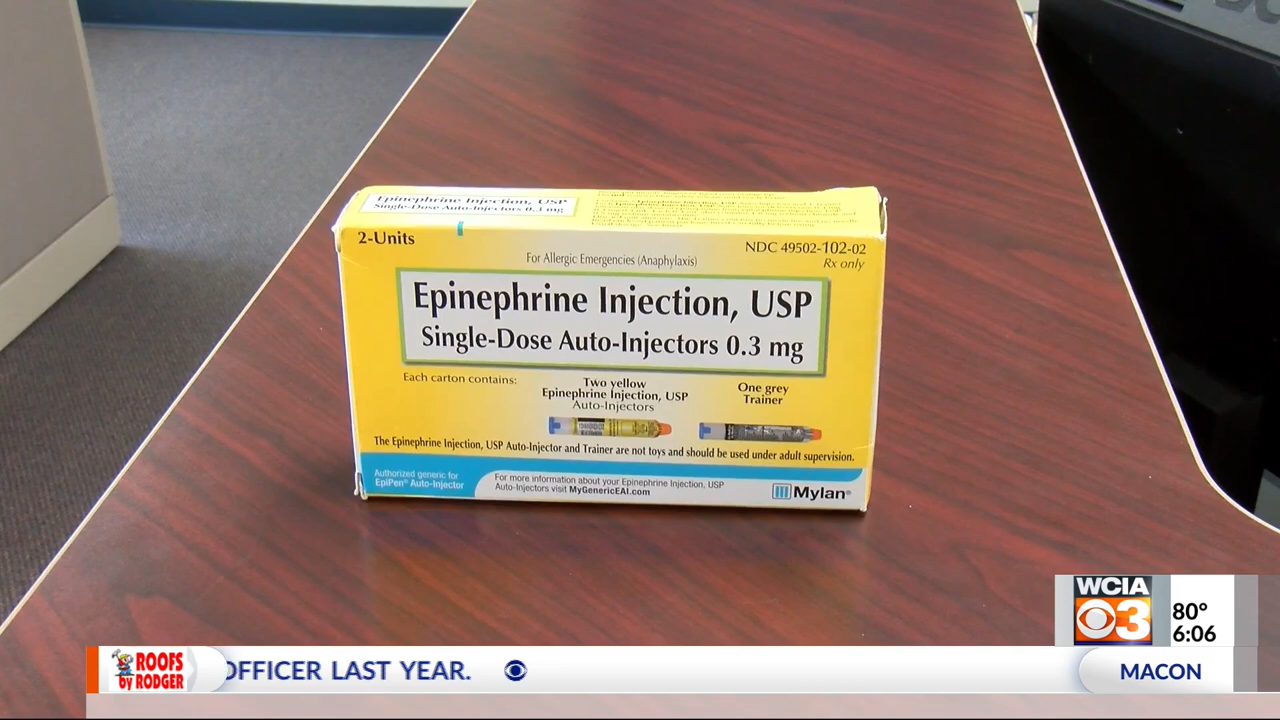 Epinephrine Injection, USP
Single-Dose Auto-Injectors 0.3 mg
2-Units
NDC 49502-102-02
Rx only
For Allergic Emergencies (Anaphylaxis)
Epinephrine Injection, USP
Single-Dose Auto-Injectors 0.3 mg
Each carton contains:
Two yellow
Epinephrine Injection, USP
Auto-Injectors
One grey
Trainer
The Epinephrine Injection, USP Auto-Injector and Trainer are not toys and should be used under adult supervision.
Authorized generic for
EpiPen® Auto-Injector
For more information about your Epinephrine Injection, USP
Auto-Injectors visit MyGenericEAI.com
Mylan®
WCIA
3
80°
6:06
ROOFS
by RODGER
OFFICER LAST YEAR.
MACON